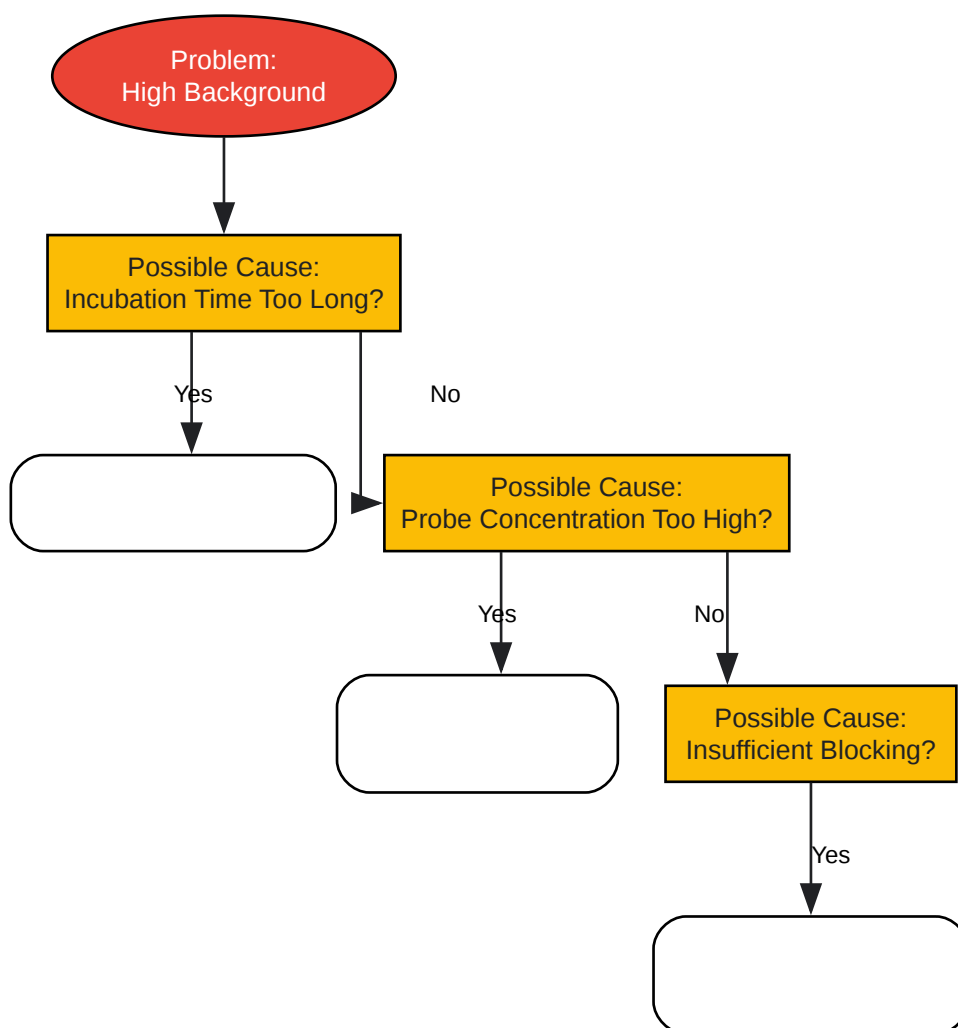 Problem:
High Background
Possible Cause:
Incubation Time Too Long?
Yes
No
Possible Cause:
Probe Concentration Too High?
Yes
No
Possible Cause:
Insufficient Blocking?
Yes